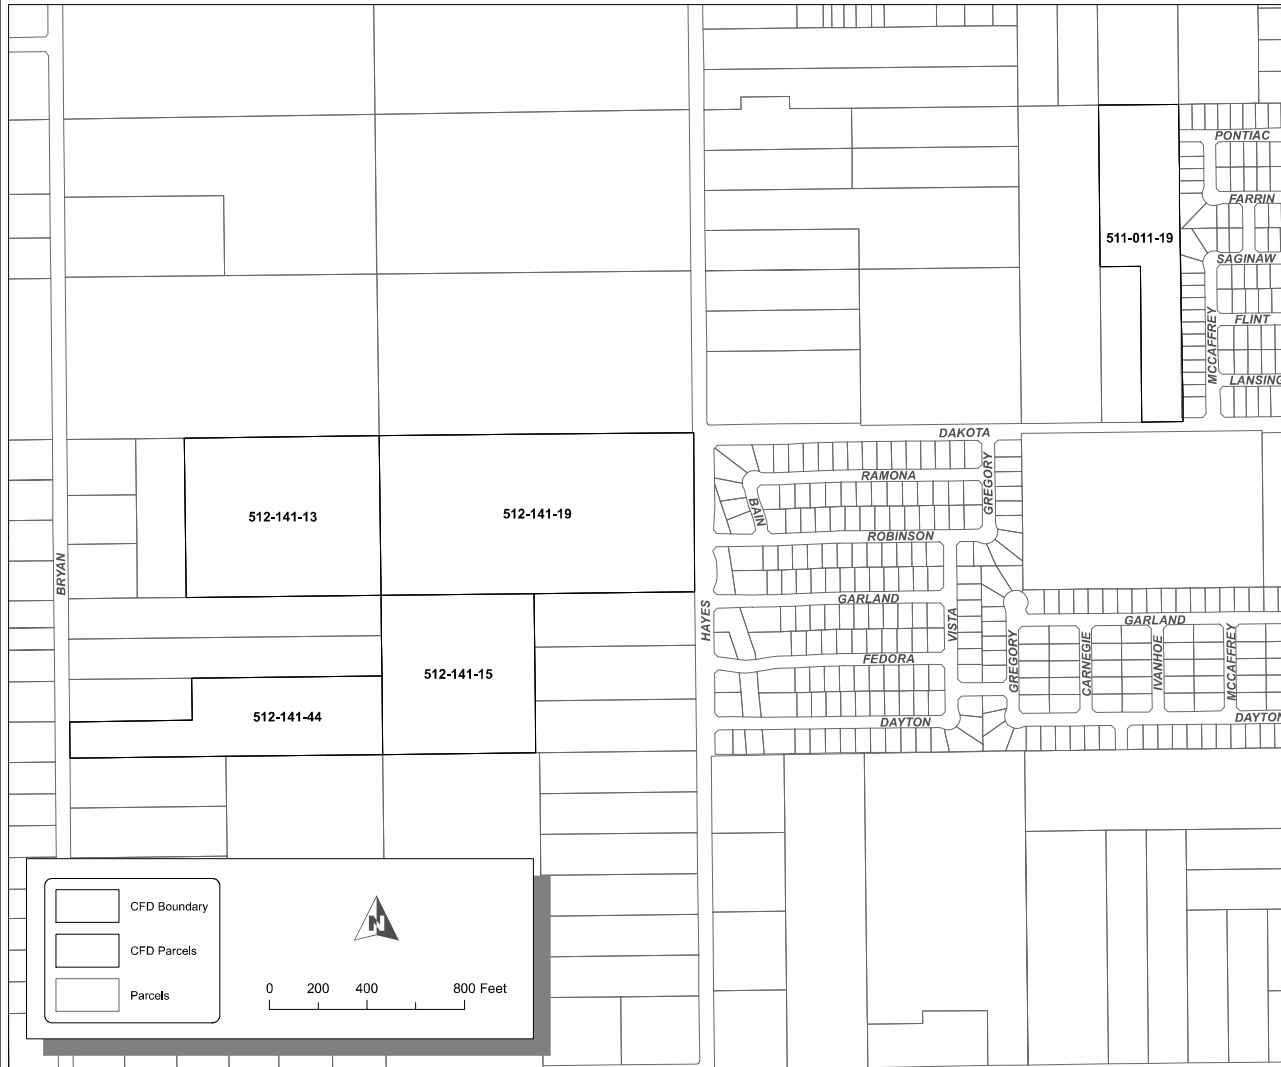 PONTIAC
FARRIN
511-011-19
SAGINAW
MCCAFFREY
FLINT
LANSING
DAKOTA
RAMONA
GREGORY
BAIN
512-141-13
512-141-19
ROBINSON
BRYAN
HAYES
GARLAND
VISTA
GARLAND
FEDORA
GREGORY
CARNEGIE
IVANHOE
MCCAFFREY
512-141-15
512-141-44
DAYTON
DAYTON
CFD Boundary
CFD Parcels
Parcels
N
0 200 400 800 Feet